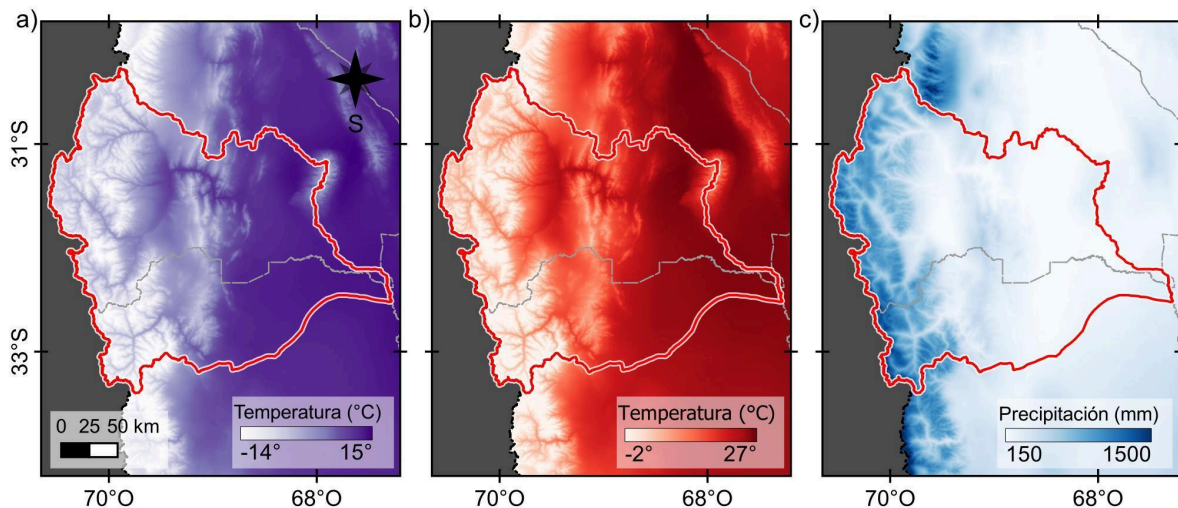 a)
b)
c)
S
31°S
33°S
0 25 50 km
Temperatura (°C)
-14° 15°
Temperatura (°C)
-2° 27°
Precipitación (mm)
150 1500
70°O 68°O
70°O 68°O
70°O 68°O